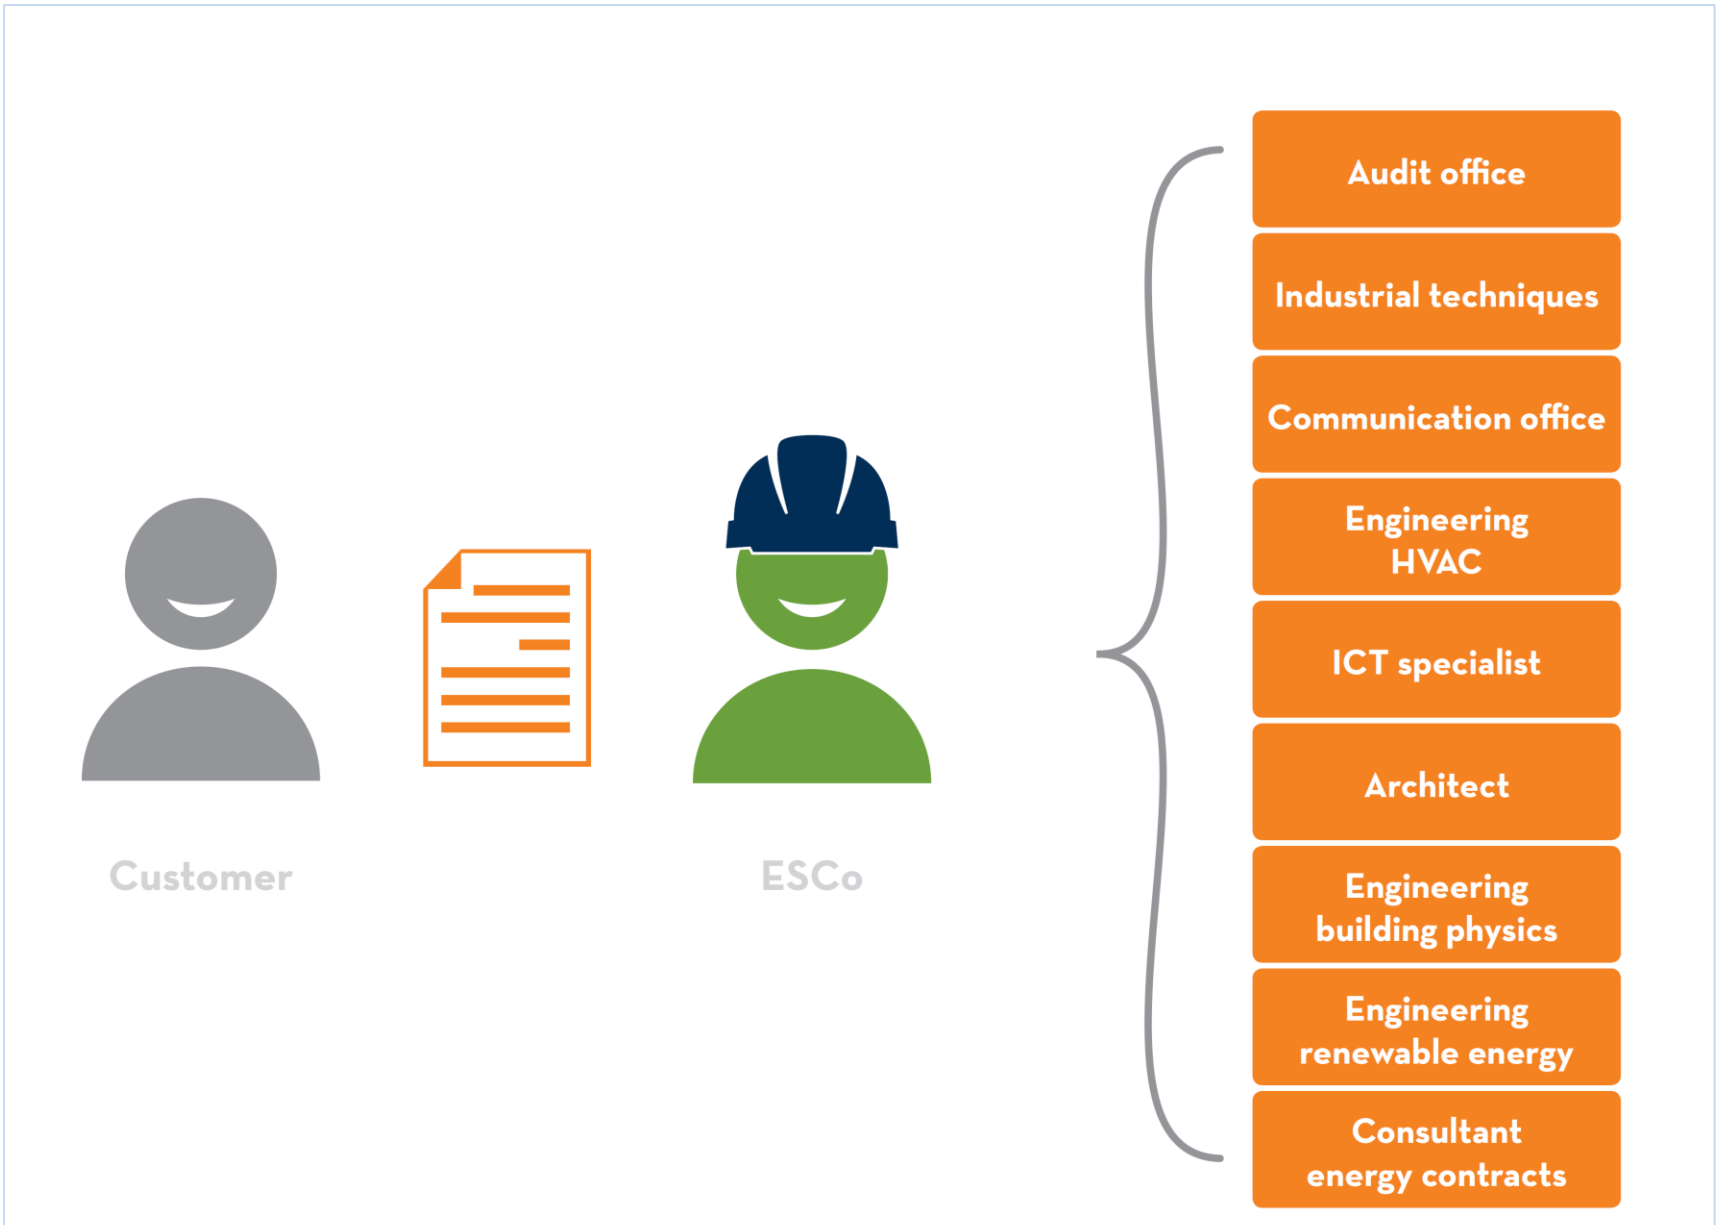 Audit office
Industrial techniques
Communication office
Engineering
HVAC
ICT specialist
Architect
Engineering
building physics
Engineering
renewable energy
Consultant
energy contracts
Customer
ESCo